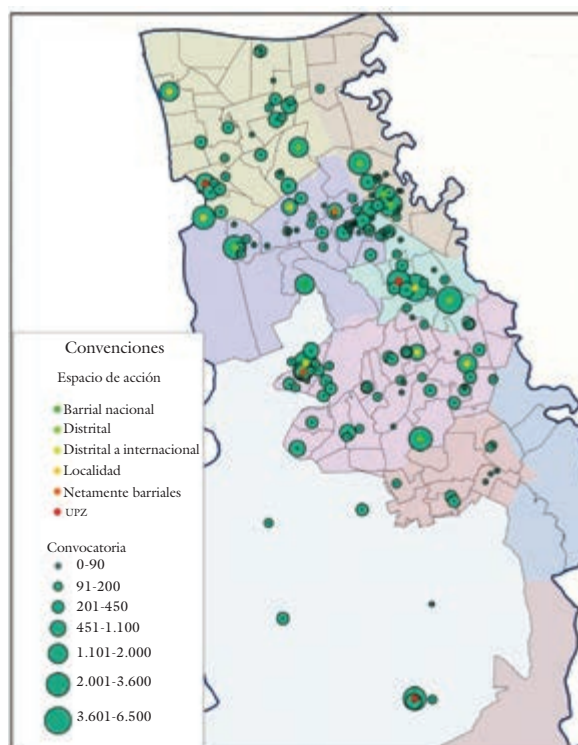 Convenciones
Espacio de acción
Barrial nacional
Distrital
Distrital a internacional
Localidad
Netamente barriales
UPZ
Convocatoria
0-90
91-200
201-450
451-1.100
1.101-2.000
2.001-3.600
3.601-6.500